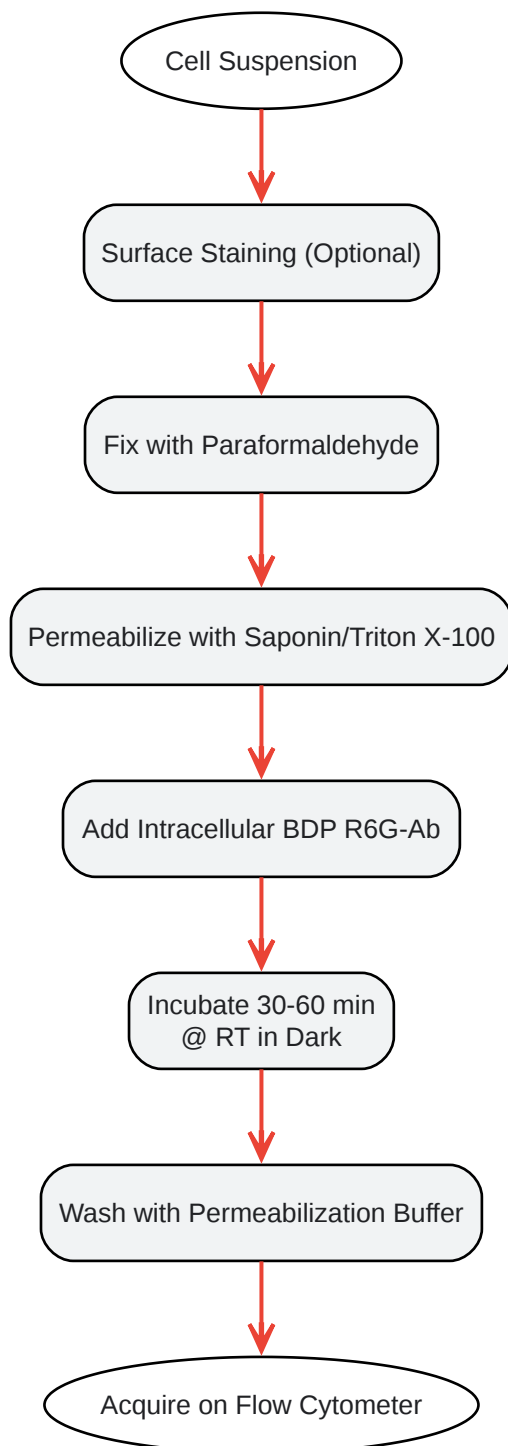 Cell Suspension
Surface Staining (Optional)
Fix with Paraformaldehyde
Permeabilize with Saponin/Triton X-100
Add Intracellular BDP R6G-Ab
Incubate 30-60 min
@ RT in Dark
Wash with Permeabilization Buffer
Acquire on Flow Cytometer